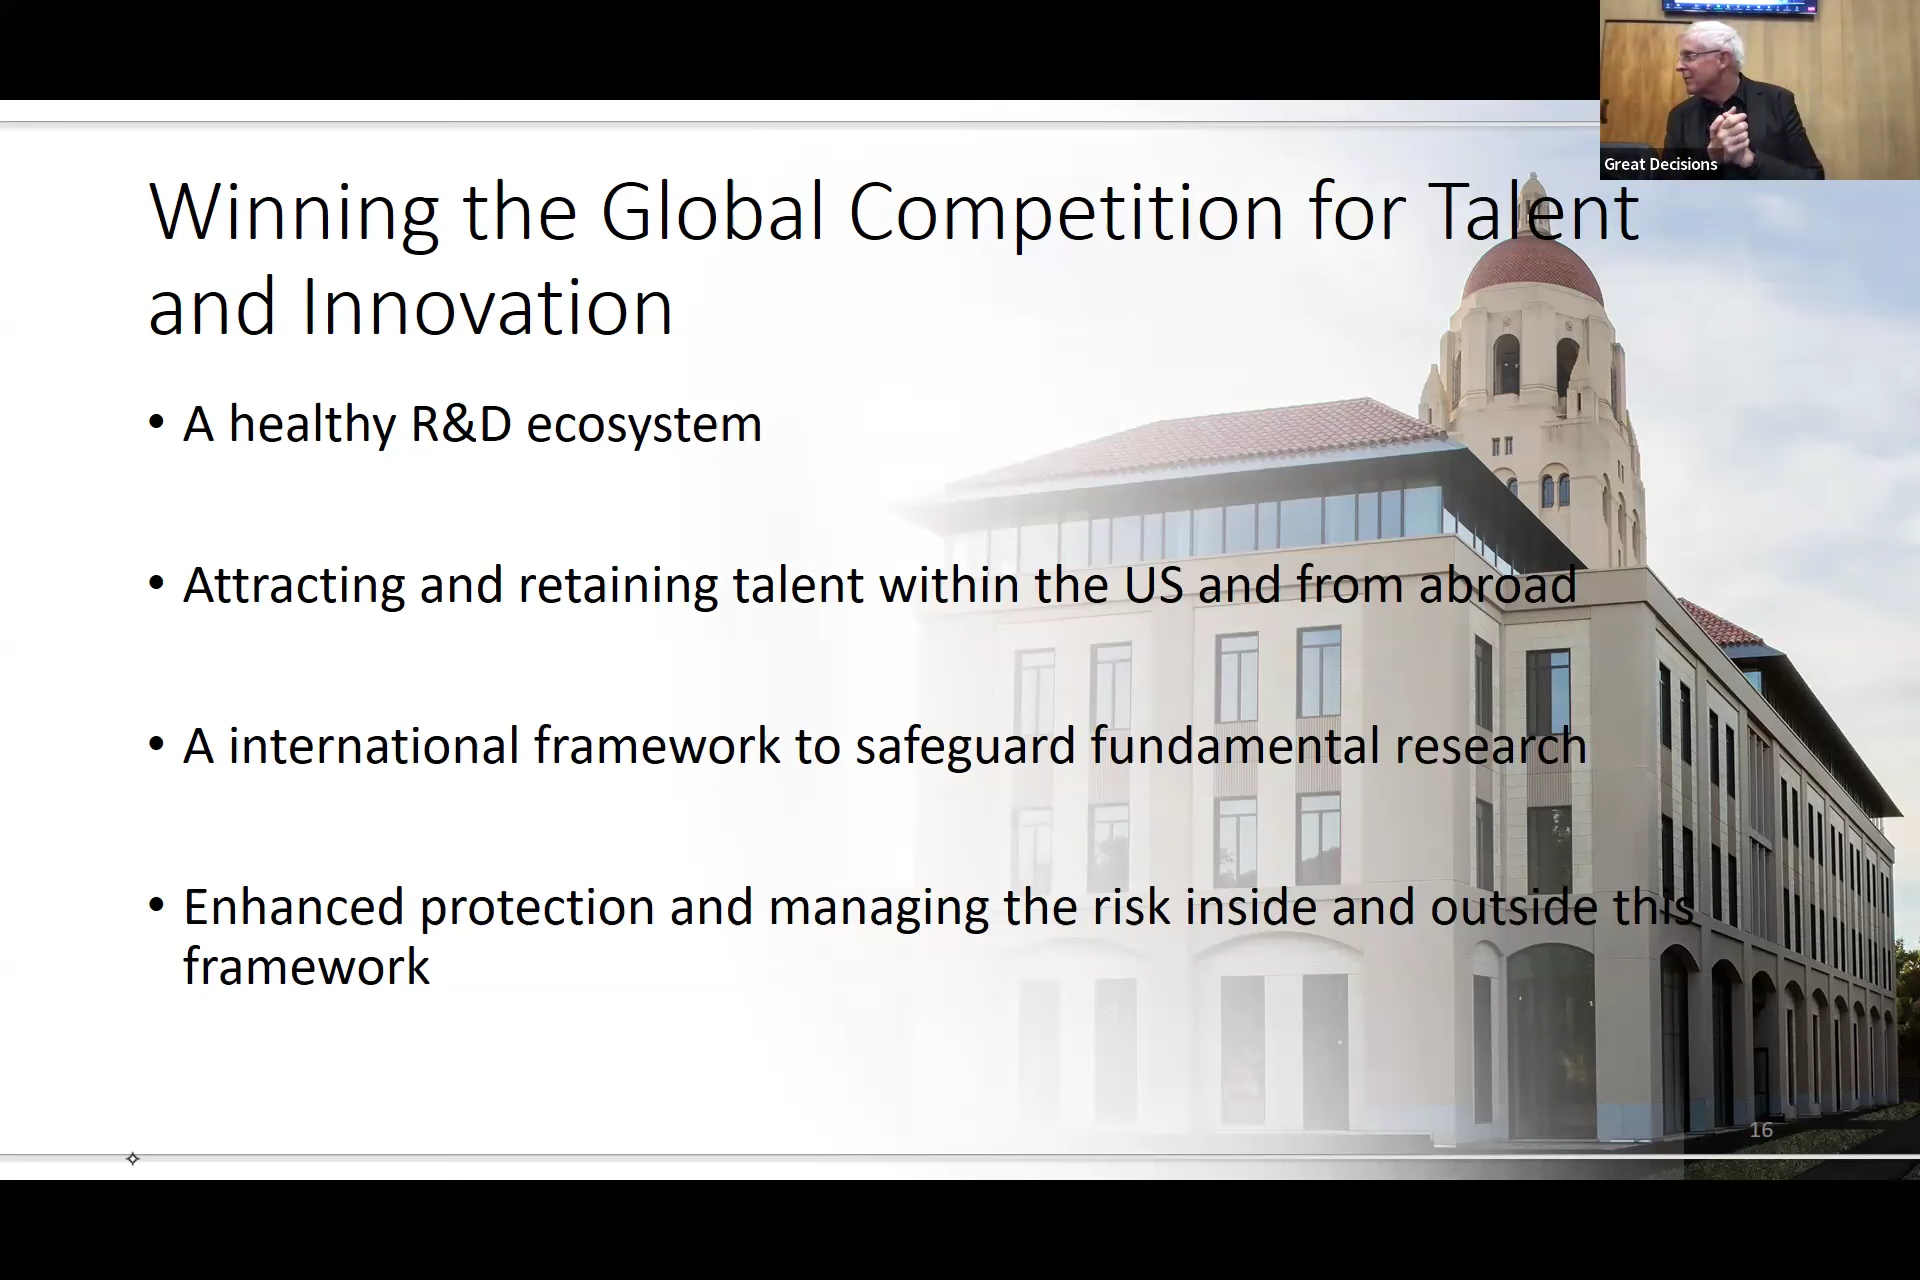 Great Decisions
Winning the Global Competition for Talent
and Innovation
• A healthy R&D ecosystem
• Attracting and retaining talent within the US and from abroad
• A international framework to safeguard fundamental research
• Enhanced protection and managing the risk inside and outside this
framework
16